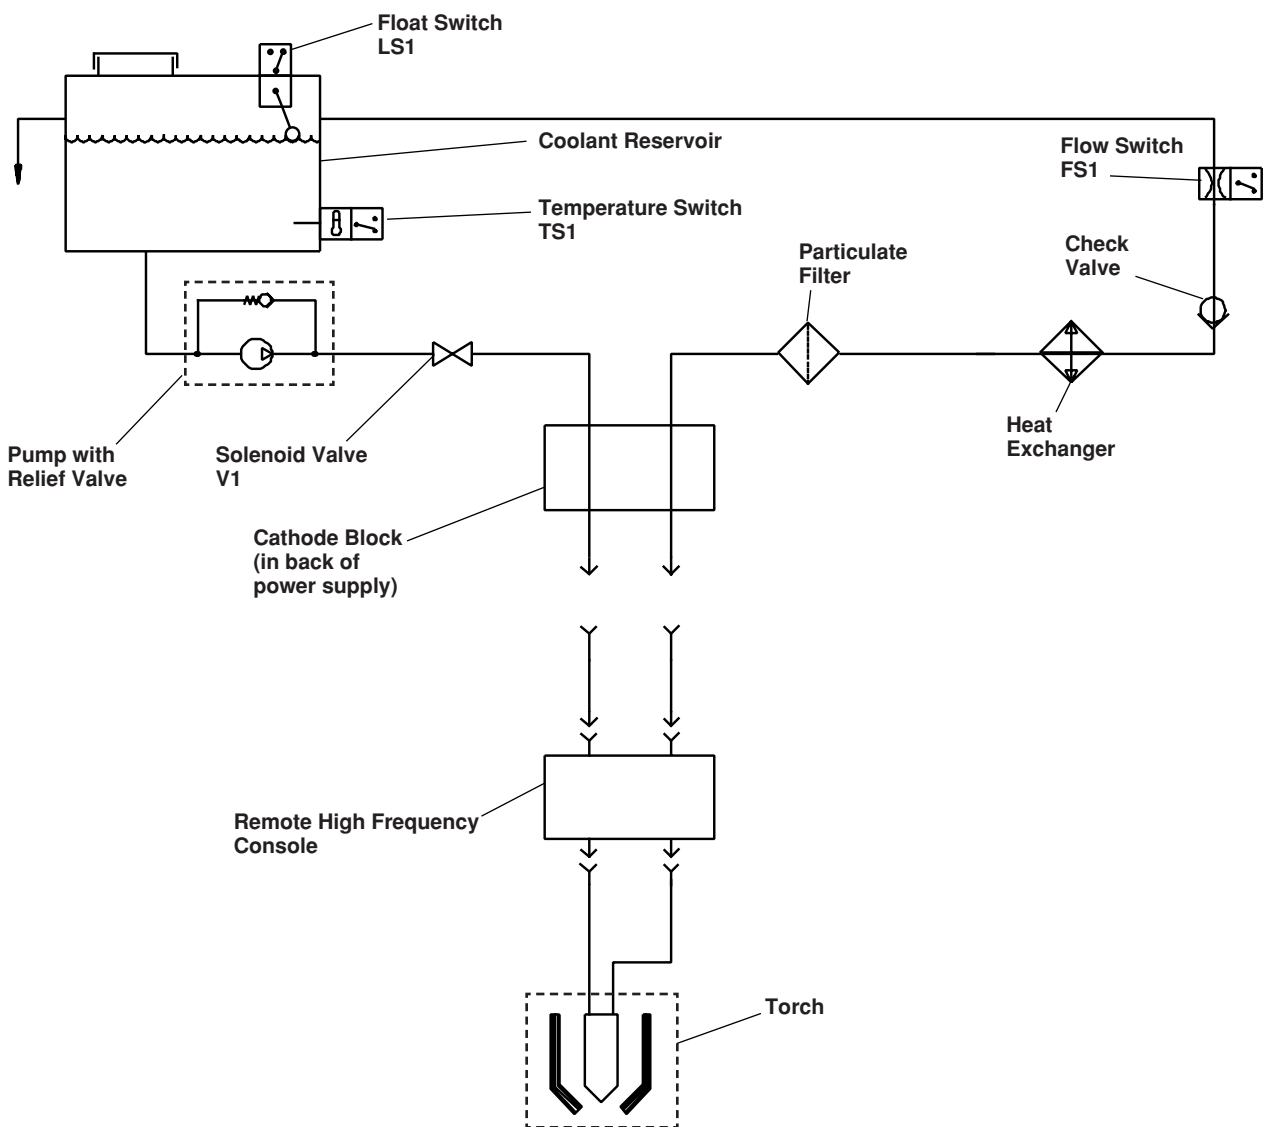 Float Switch
LS1
Coolant Reservoir
Flow Switch
FS1
Temperature Switch
TS1
Check
Valve
Particulate
Filter
Heat
Exchanger
Pump with
Relief Valve
Solenoid Valve
V1
Cathode Block
(in back of
power supply)
Remote High Frequency
Console
Torch